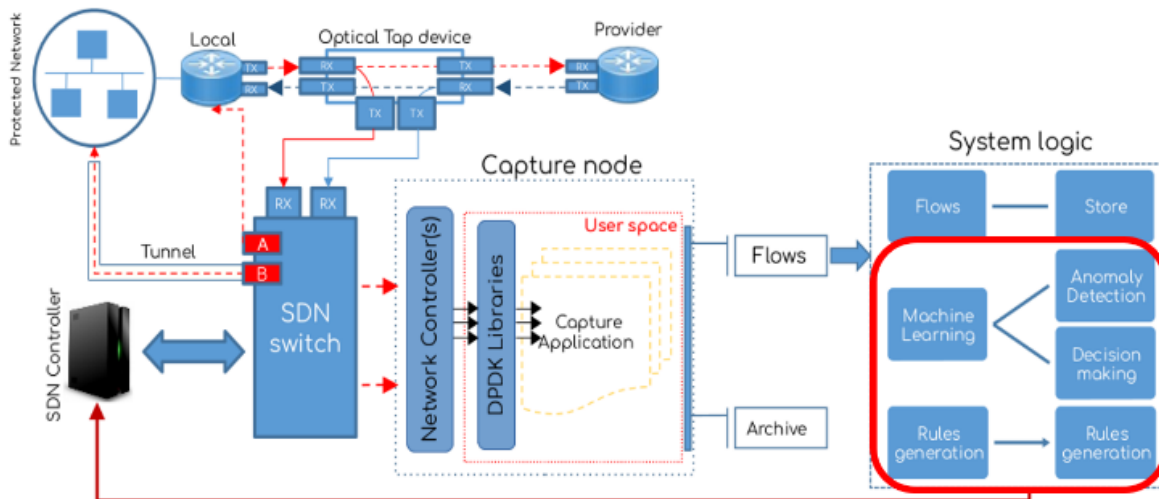 Protected Network
Local
Optical Tap device
Provider
TX
RX
TX
RX
RX
TX
RX
TX
TX
TX
RX
TX
RX
RX
Tunnel
A
B
SDN
switch
SDN Controller
Capture node
Network Controller(s)
User space
DPDK Libraries
Capture
Application
Flows
Archive
System logic
Flows
Store
Machine
Learning
Anomaly
Detection
Decision
making
Rules
generation
Rules
generation